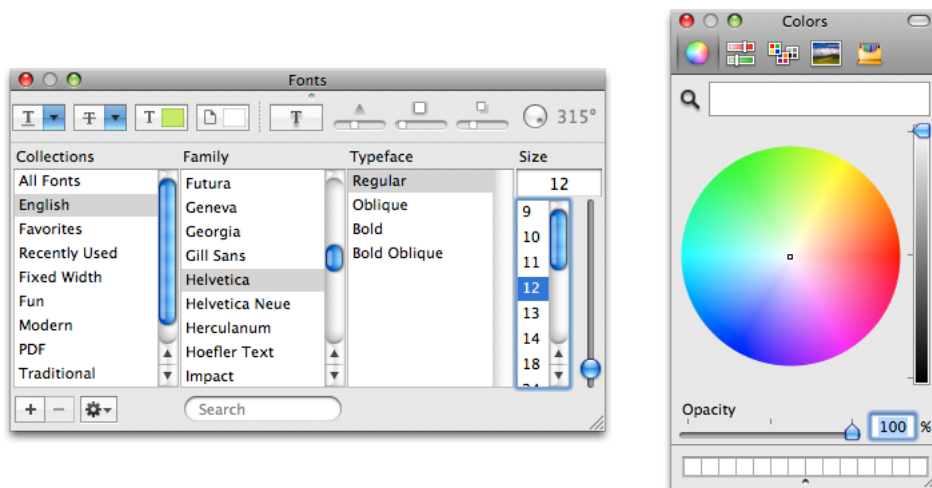 Fonts
T T T T 315°
Collections Family Typeface Size
All Fonts
English
Favorites
Recently Used
Fixed Width
Fun
Modern
PDF
Traditional
Futura
Geneva
Georgia
Gill Sans
Helvetica
Helvetica Neue
Herculanum
Hoefler Text
Impact
Regular
Oblique
Bold
Bold Oblique
12
9
10
11
12
13
14
18
Search
Colors
Opacity
100 %